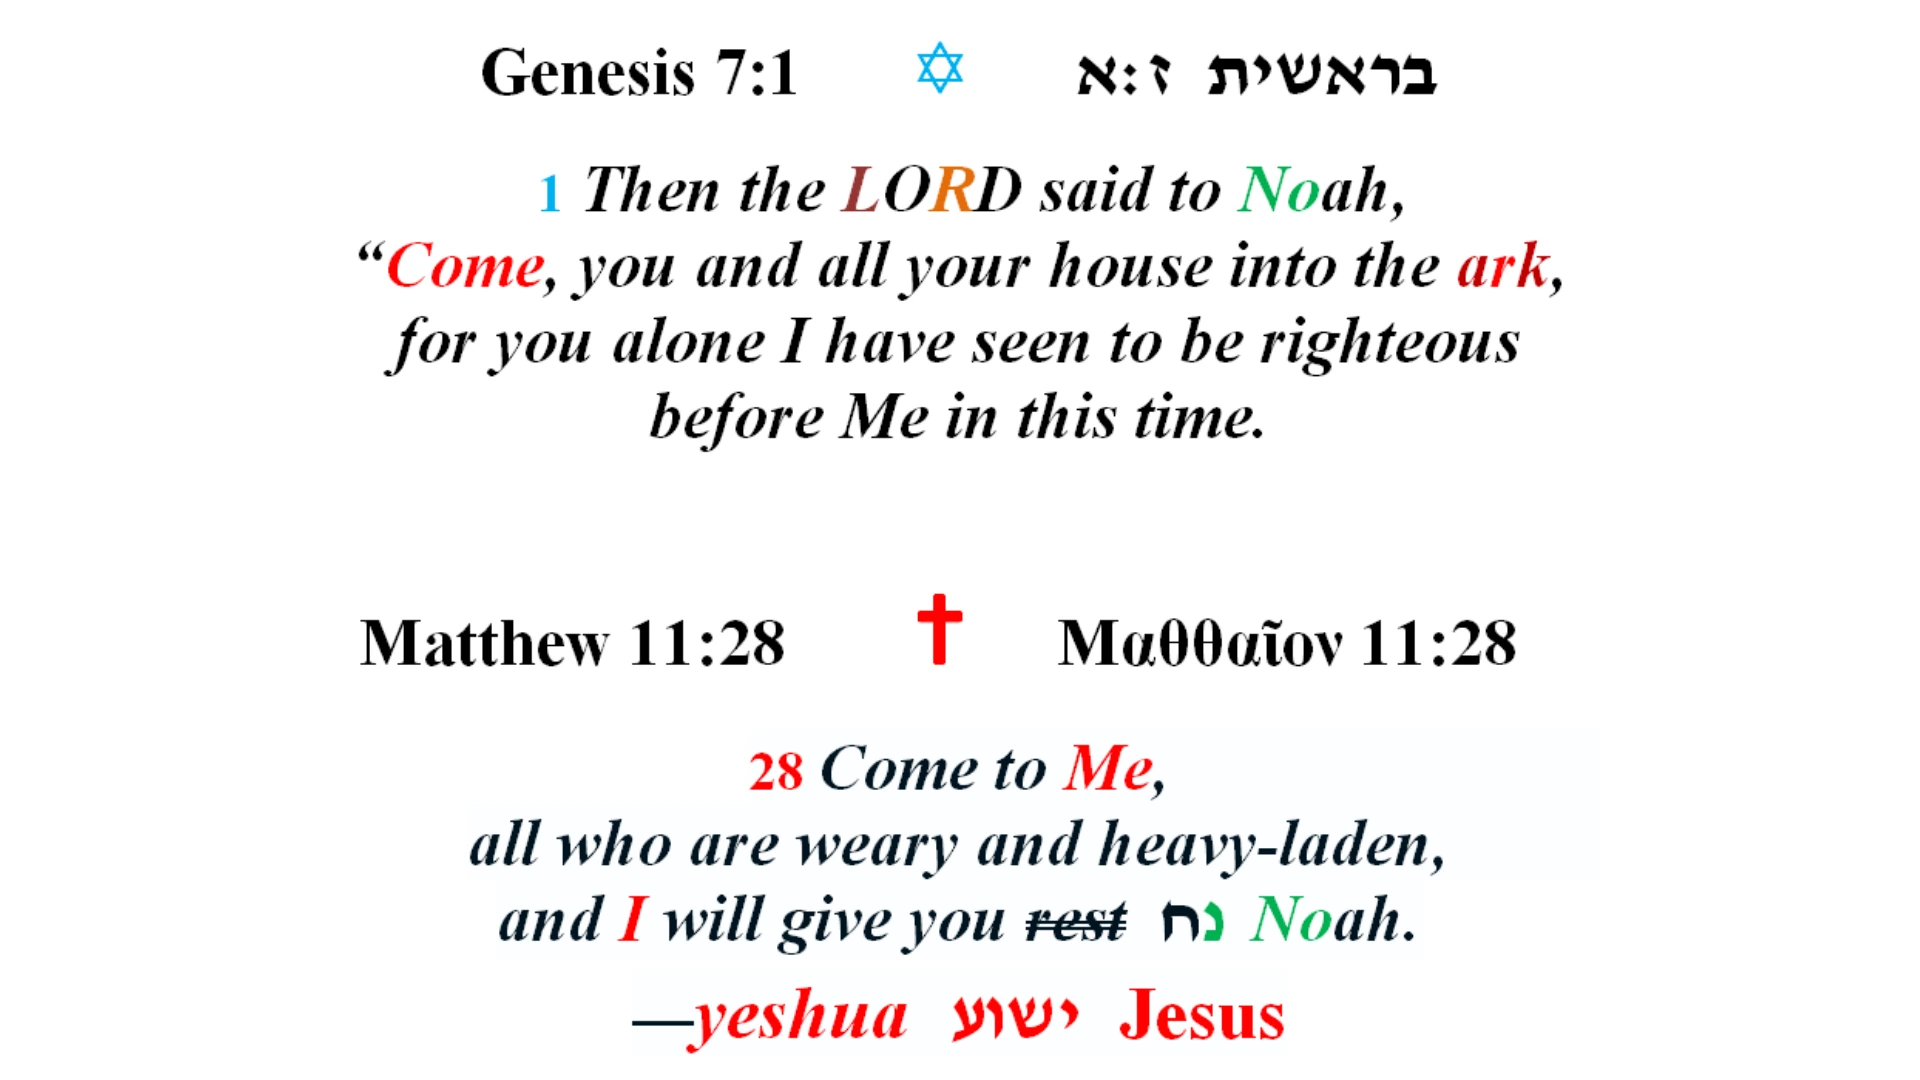 Genesis 7:1 ✡ בראשית ז:א
1 Then the LORD said to Noah,
“Come, you and all your house into the ark,
for you alone I have seen to be righteous
before Me in this time.
Matthew 11:28 ✝ Μαθθαῖον 11:28
28 Come to Me,
all who are weary and heavy-laden,
and I will give you rest נח Noah.
—yeshua ישוע Jesus